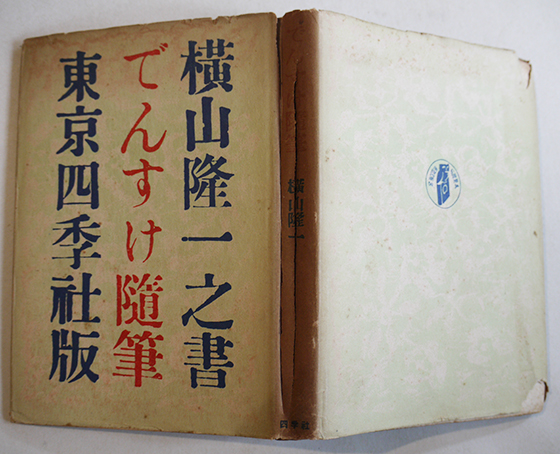 横山隆一之書
でんすけ随筆
東京四季社版
横山隆一
四季社